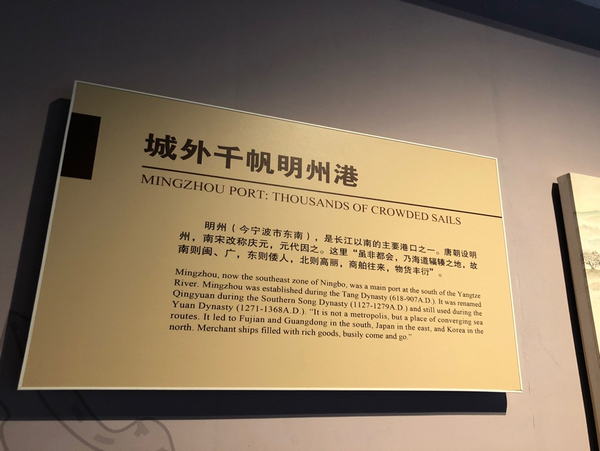 城外千帆明州港
MINGZHOU PORT: THOUSANDS OF CROWDED SAILS
明州（今宁波市东南），是长江以南的主要港口之一。唐朝设明
州，南宋改称庆元，元代因之。这里“虽非都会，乃海道辐辏之地，故
南则闽、广，东则倭人，北则高丽，商舶往来，物货丰衍”。
Mingzhou, now the southeast zone of Ningbo, was a main port at the south of the Yangtze
River. Mingzhou was established during the Tang Dynasty (618-907A.D.). It was renamed
Qingyuan during the Southern Song Dynasty (1127-1279A.D.) and still used during the
Yuan Dynasty (1271-1368A.D.). "It is not a metropolis, but a place of converging sea
routes. It led to Fujian and Guangdong in the south, Japan in the east, and Korea in the
north. Merchant ships filled with rich goods, busily come and go."